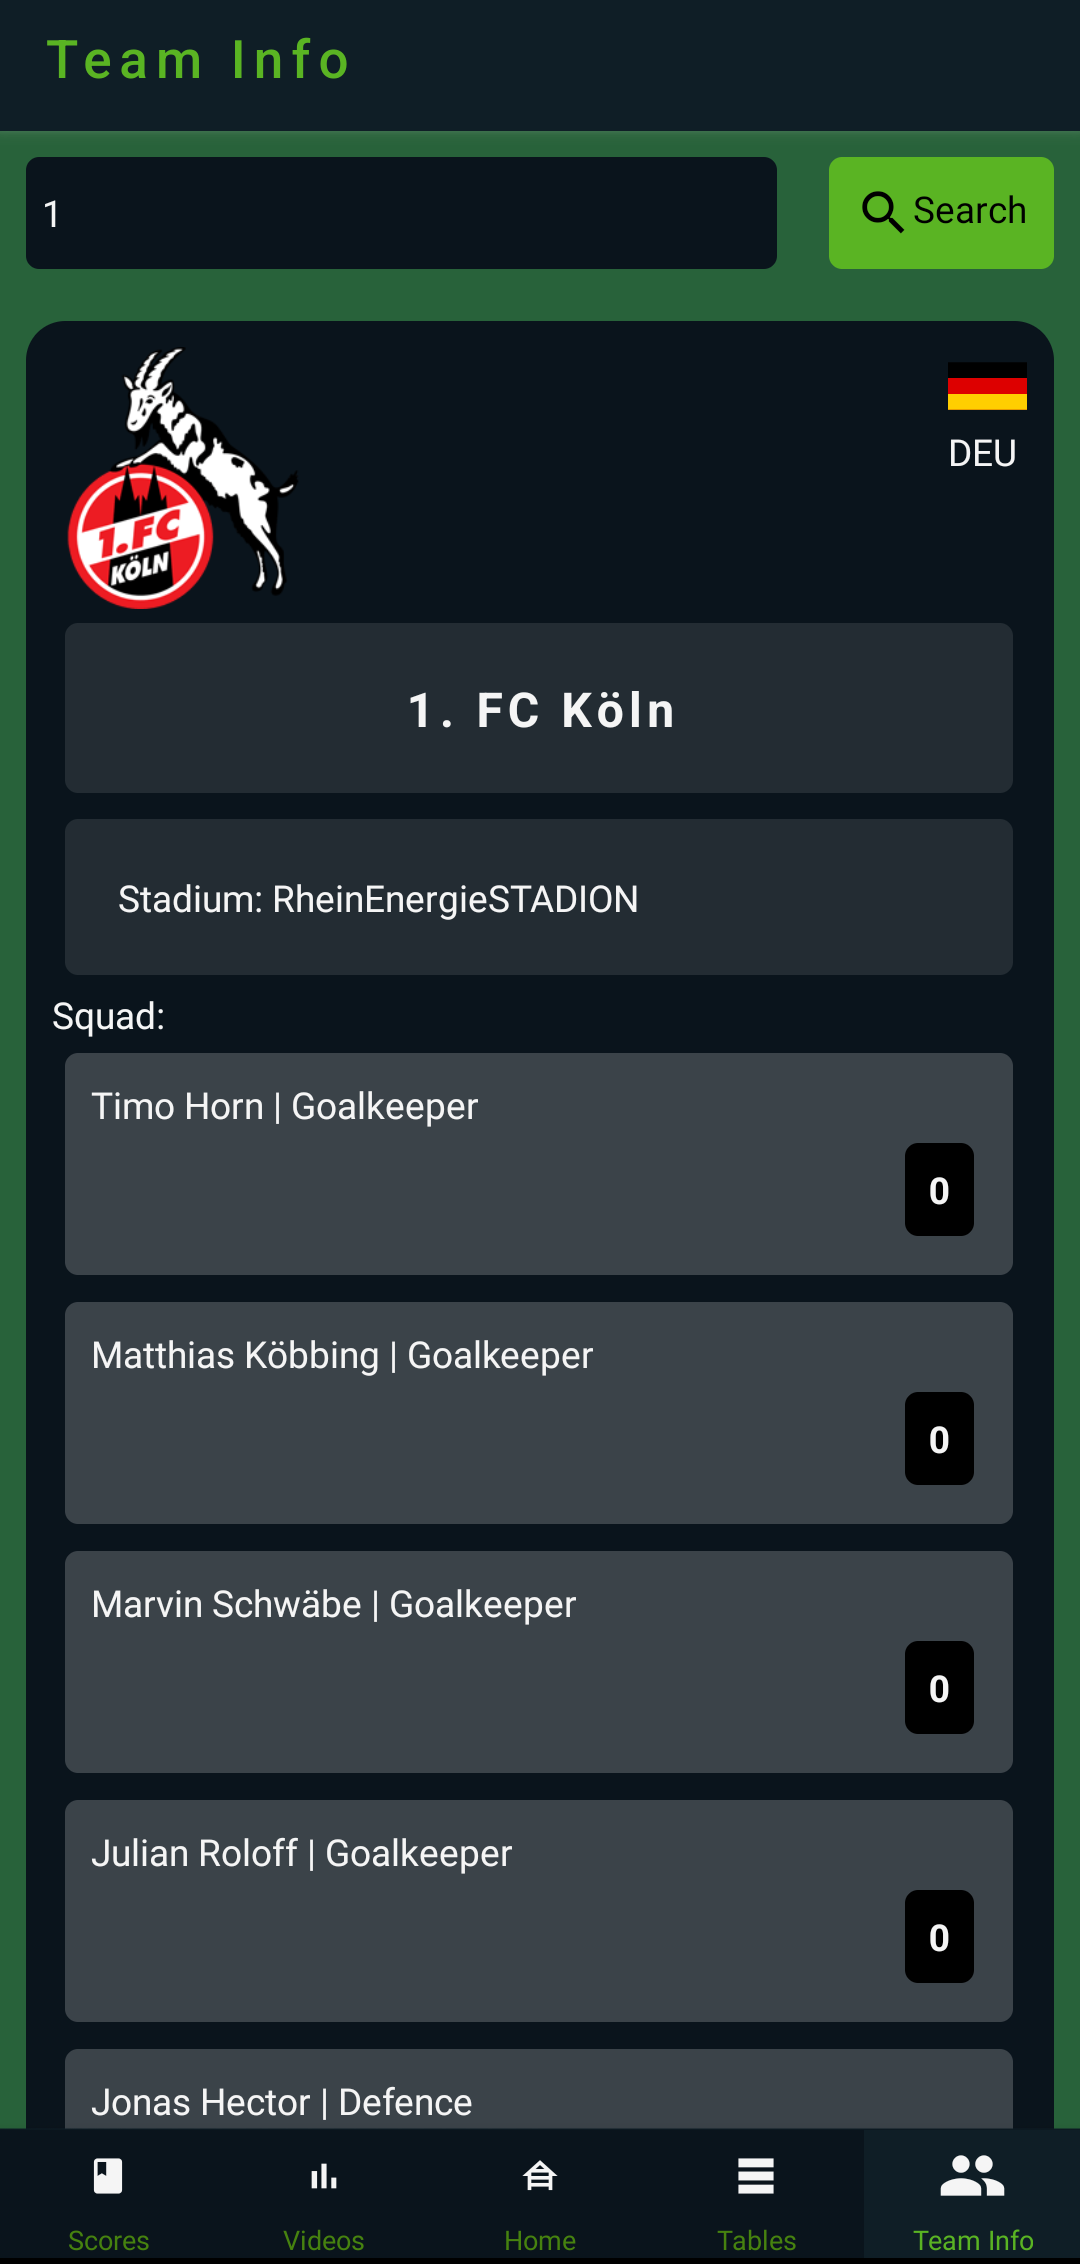 Team Info
1
Search
DEU
1.FC
KÖLN
1. FC Köln
Stadium: RheinEnergieSTADION
Squad:
Timo Horn | Goalkeeper
0
Matthias Köbbing | Goalkeeper
0
Marvin Schwäbe | Goalkeeper
0
Julian Roloff | Goalkeeper
0
Jonas Hector | Defence
Scores
Videos
Home
Tables
Team Info